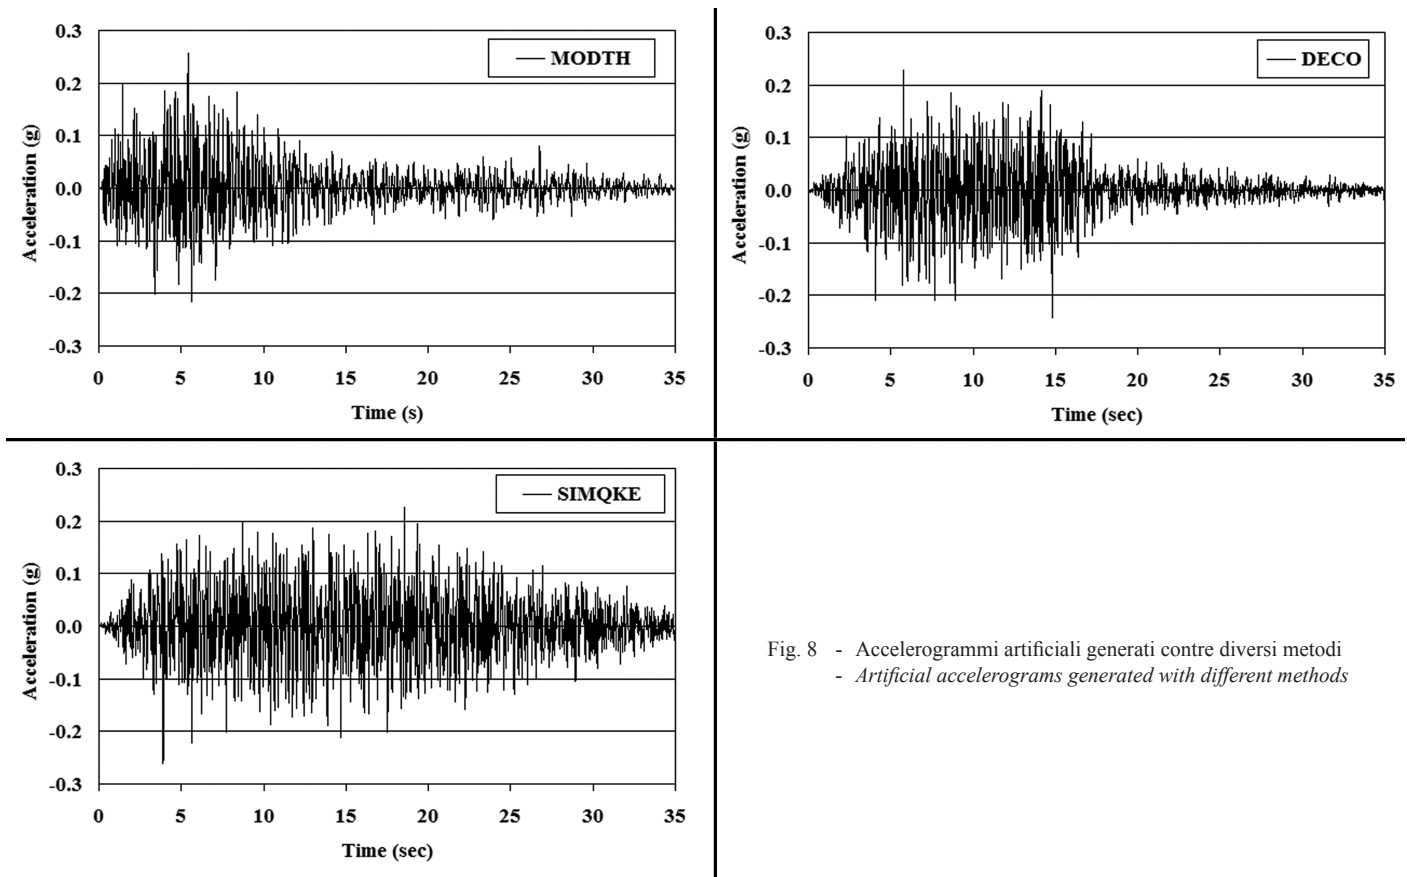 0.3
0.2
0.1
0.0
-0.1
-0.2
-0.3
Acceleration (g)
MODTH
0 5 10 15 20 25 30 35
Time (s)
0.3
0.2
0.1
0.0
-0.1
-0.2
-0.3
Acceleration (g)
DECO
0 5 10 15 20 25 30 35
Time (sec)
0.3
0.2
0.1
0.0
-0.1
-0.2
-0.3
Acceleration (g)
SIMQKE
0 5 10 15 20 25 30 35
Time (sec)
Fig. 8 - Accelerogrammi artificiali generati contre diversi metodi
- Artificial accelerograms generated with different methods